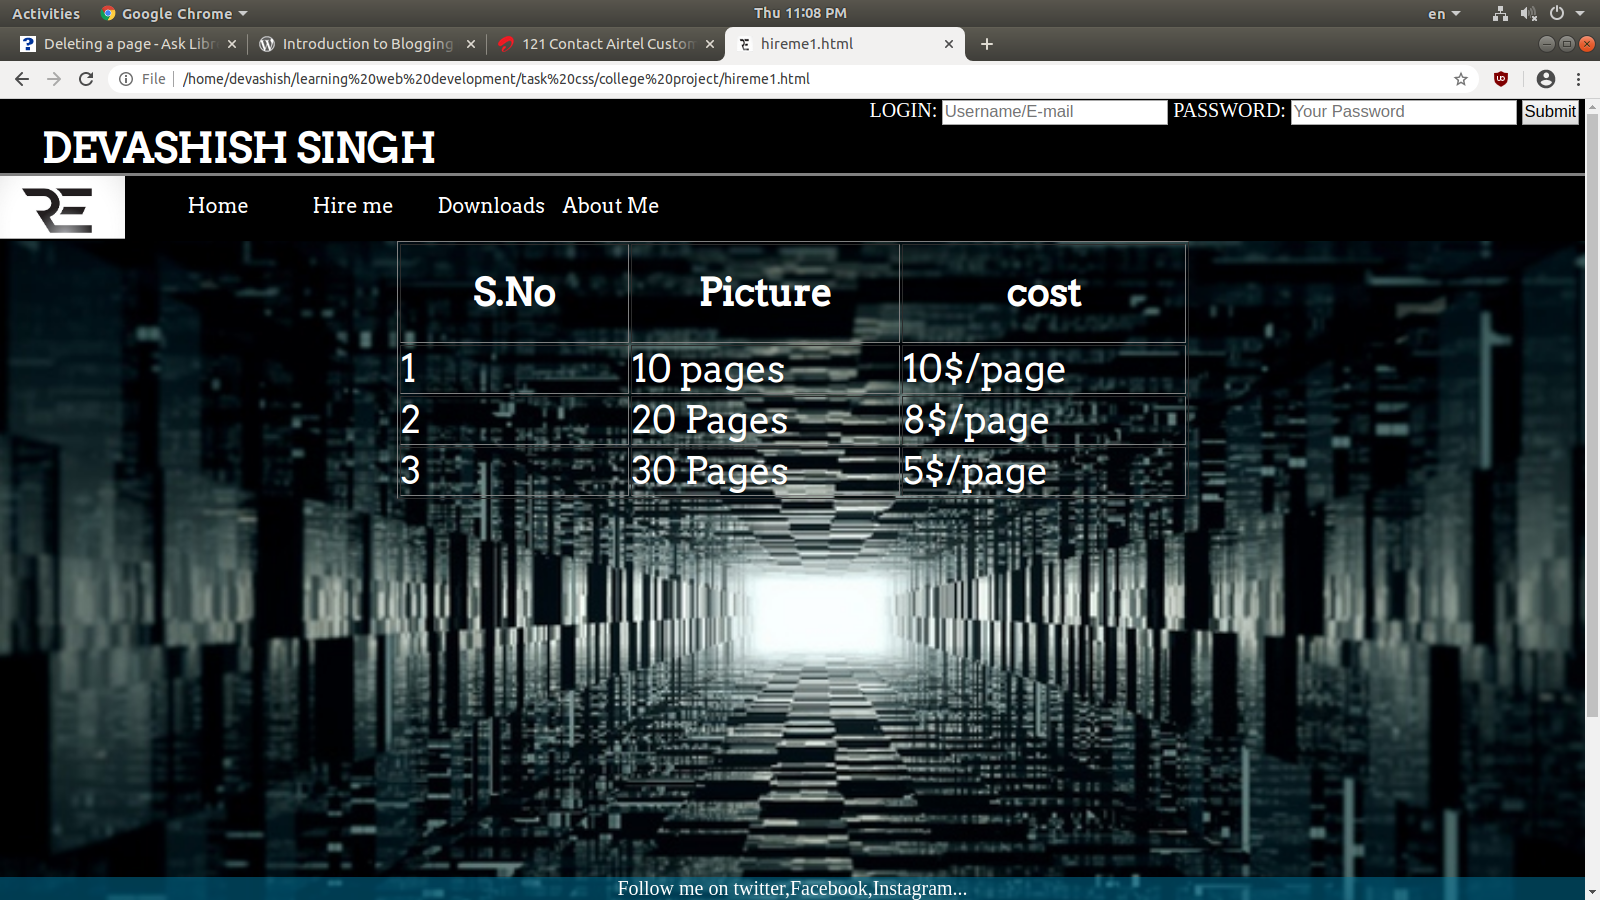 Activities Google Chrome Thu 11:08 PM en
Deleting a page - Ask Libr Introduction to Blogging 121 Contact Airtel Custom hireme1.html
File /home/devashish/learning%20web%20development/task%20css/college%20project/hireme1.html
LOGIN: Username/E-mail PASSWORD: Your Password Submit
DEVASHISH SINGH
RE Home Hire me Downloads About Me
S.No Picture cost
1 10 pages 10$/page
2 20 Pages 8$/page
3 30 Pages 5$/page
Follow me on twitter,Facebook,Instagram...